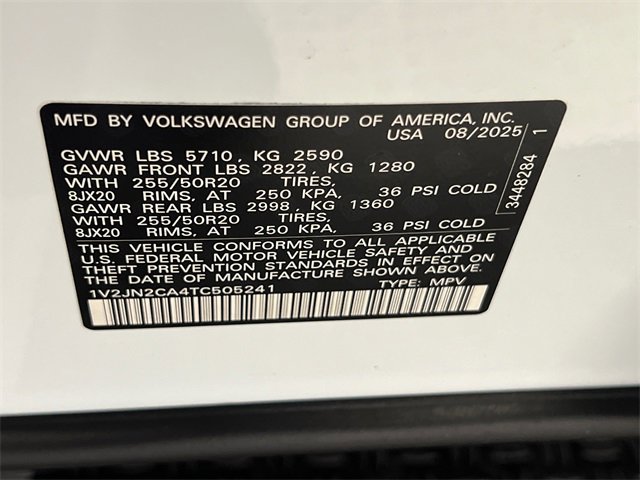 MFD BY VOLKSWAGEN GROUP OF AMERICA, INC.
USA 08/2025
GVWR LBS 5710, KG 2590
GAWR FRONT LBS 2822, KG 1280
WITH 255/50R20 TIRES,
8JX20 RIMS, AT 250 KPA, 36 PSI COLD
GAWR REAR LBS 2998, KG 1360
WITH 255/50R20 TIRES,
8JX20 RIMS, AT 250 KPA, 36 PSI COLD
THIS VEHICLE CONFORMS TO ALL APPLICABLE
U.S. FEDERAL MOTOR VEHICLE SAFETY AND
THEFT PREVENTION STANDARDS IN EFFECT ON
THE DATE OF MANUFACTURE SHOWN ABOVE.
1V2JN2CA4TC505241 TYPE: MPV
3448284 1